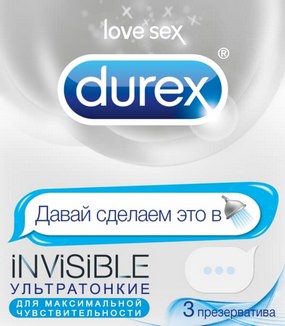 love sex
durex®
Давай сделаем это в
iNViSiBLE
УЛЬТРАТОНКИЕ
ДЛЯ МАКСИМАЛЬНОЙ
ЧУВСТВИТЕЛЬНОСТИ
3 презерватива